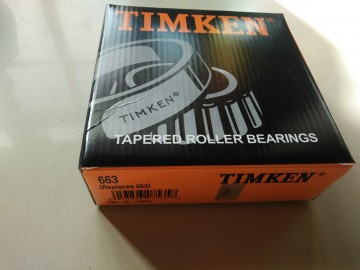 TIMKEN®
TIMKEN®
TAPERED ROLLER BEARINGS
663
(Replaces 663)
TIMKEN®